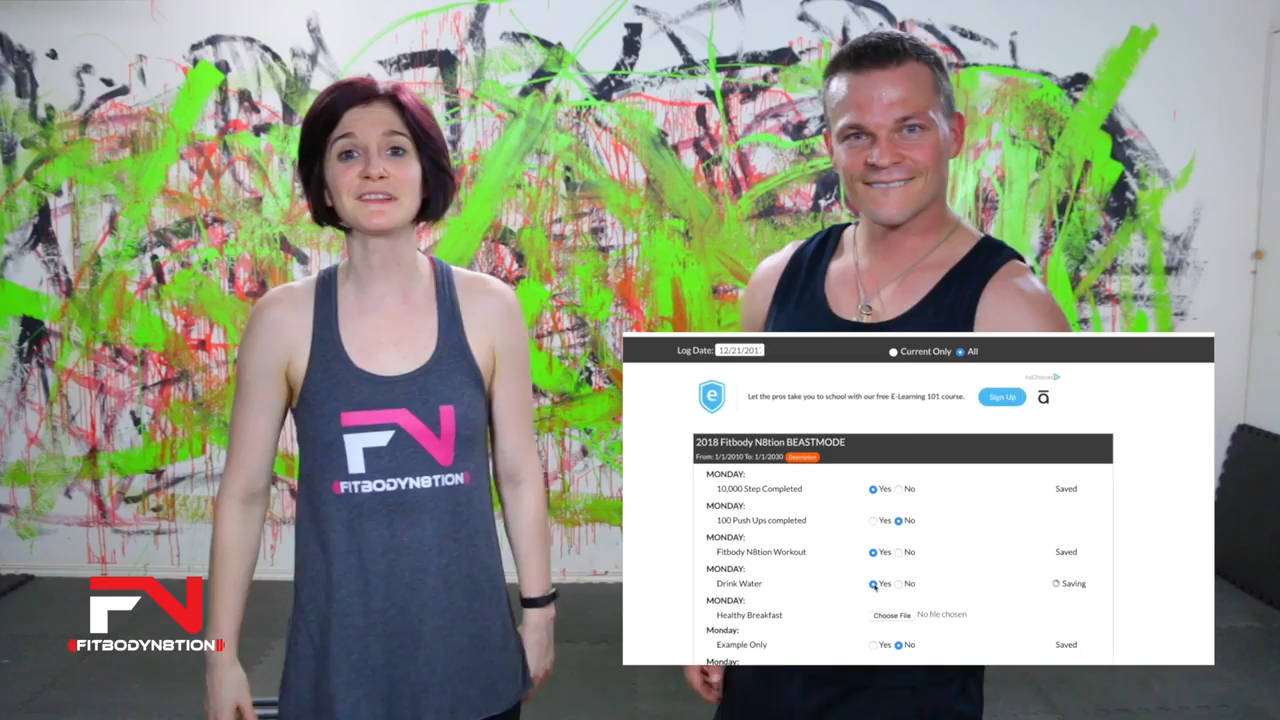 FN
FITBODYN8TION
FN
FITBODYN8TION
Log Date: 12/21/201
Current Only All
AdChoices
e Let the pros take you to school with our free E-Learning 101 course. Sign Up ā
2018 Fitbody N8tion BEASTMODE
From: 1/1/2010 To: 1/1/2030 Description
MONDAY:
10,000 Step Completed Yes No Saved
MONDAY:
100 Push Ups completed Yes No
MONDAY:
Fitbody N8tion Workout Yes No Saved
MONDAY:
Drink Water Yes No Saving
MONDAY:
Healthy Breakfast Choose File No file chosen
Monday:
Example Only Yes No Saved
Monday: